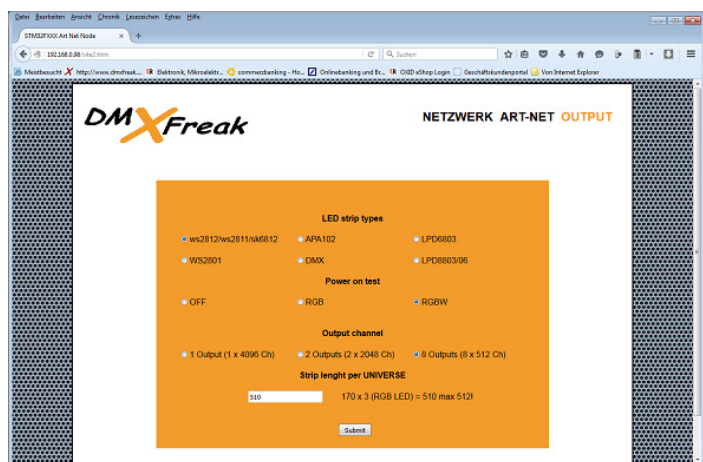 Datei Bearbeiten Ansicht Chronik Lesezeichen Extras Hilfe
STM32FXXX Art Net Node
192.168.0.98/site2.htm
Suchen
Meistbesucht http://www.dmxfreak.... Elektronik, Mikroelektr... commerzbanking - Ho... Onlinebanking und Br... OXID eShop Login Geschäftskundenportal Von Internet Explorer
DMXFreak
NETZWERK ART-NET OUTPUT
LED strip types
ws2812/ws2811/sk6812 APA102 LPD6803
WS2801 DMX LPD8803/06
Power on test
OFF RGB RGBW
Output channel
1 Output (1 x 4096 Ch) 2 Outputs (2 x 2048 Ch) 8 Outputs (8 x 512 Ch)
Strip lenght per UNIVERSE
510 170 x 3 (RGB LED) = 510 max 512!
Submit